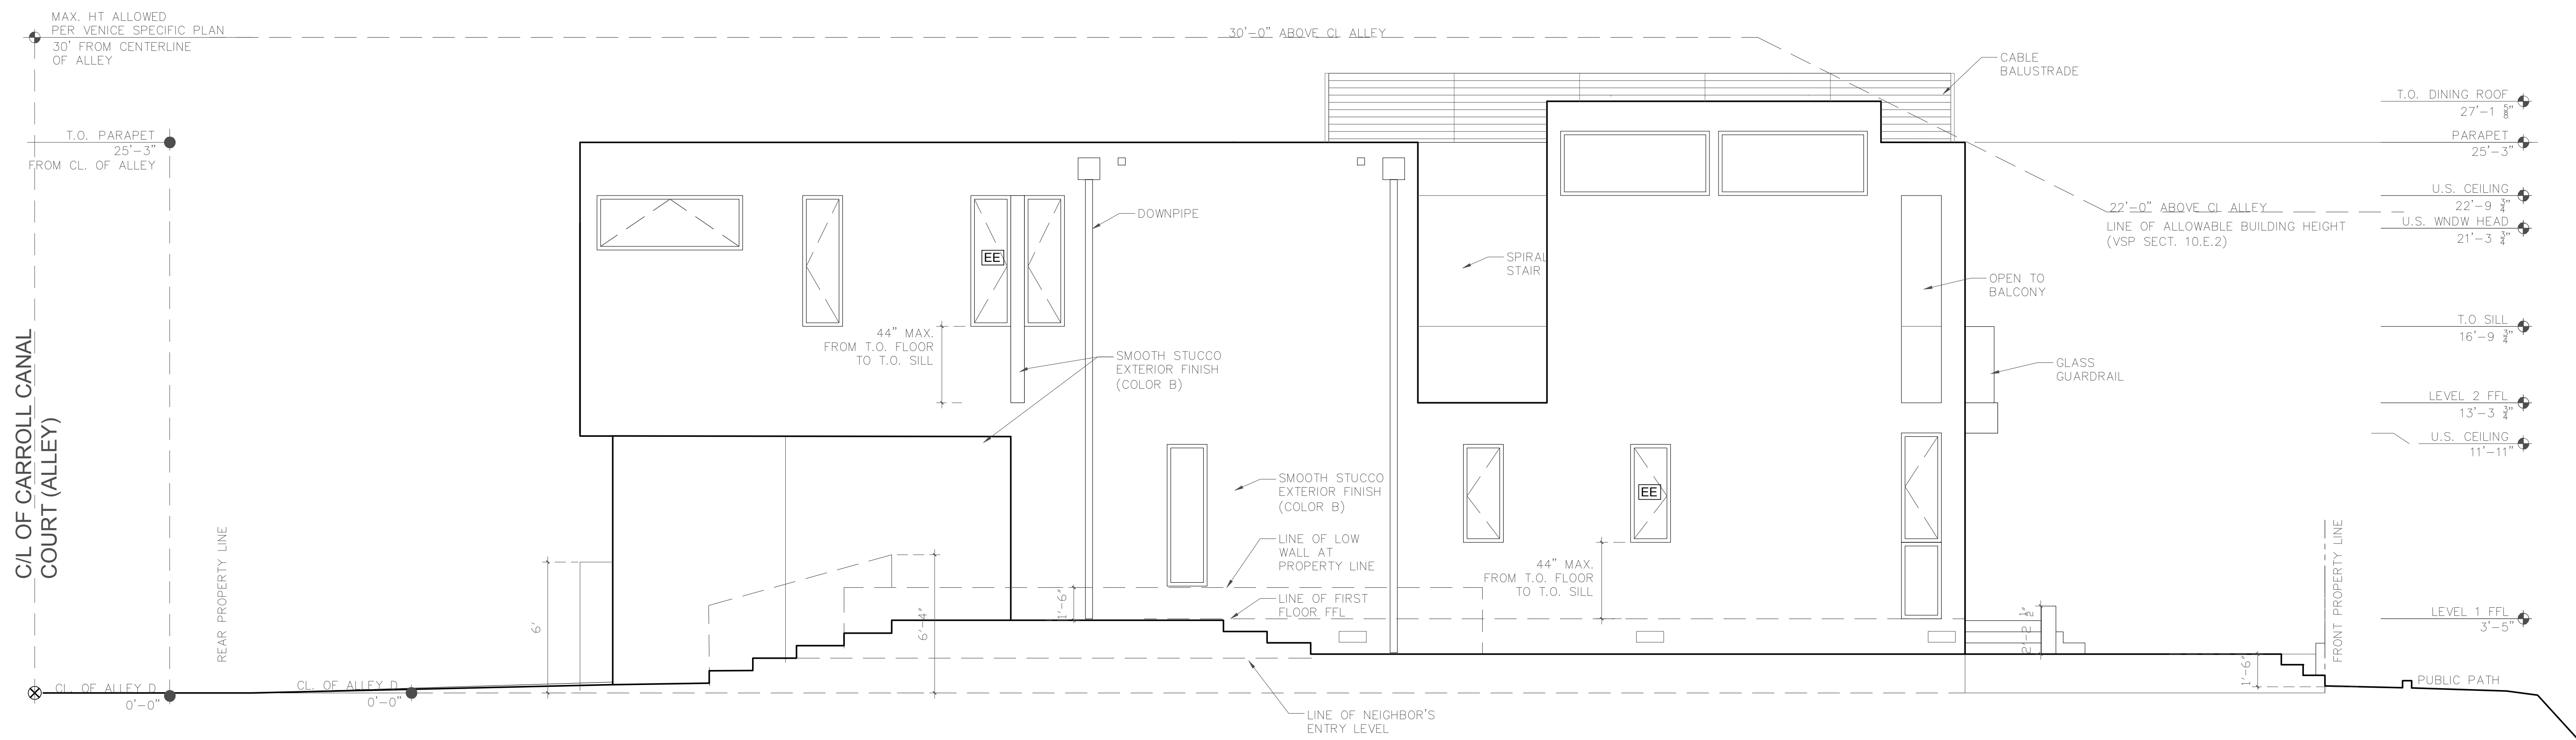 MAX. HT ALLOWED
PER VENICE SPECIFIC PLAN
30' FROM CENTERLINE
OF ALLEY
30'-0" ABOVE CL ALLEY
CABLE
BALUSTRADE
T.O. DINING ROOF
27'-1 5/8"
T.O. PARAPET
25'-3"
FROM CL. OF ALLEY
PARAPET
25'-3"
U.S. CEILING
22'-9 3/4"
22'-0" ABOVE CL ALLEY
LINE OF ALLOWABLE BUILDING HEIGHT
(VSP SECT. 10.E.2)
U.S. WNDW HEAD
21'-3 3/4"
DOWNPIPE
EE
SPIRAL
STAIR
OPEN TO
BALCONY
44" MAX.
FROM T.O. FLOOR
TO T.O. SILL
SMOOTH STUCCO
EXTERIOR FINISH
(COLOR B)
T.O SILL
16'-9 3/4"
GLASS
GUARDRAIL
LEVEL 2 FFL
13'-3 3/4"
U.S. CEILING
11'-11"
C/L OF CARROLL CANAL
COURT (ALLEY)
SMOOTH STUCCO
EXTERIOR FINISH
(COLOR B)
EE
LINE OF LOW
WALL AT
PROPERTY LINE
44" MAX.
FROM T.O. FLOOR
TO T.O. SILL
LINE OF FIRST
FLOOR FFL
REAR PROPERTY LINE
6'
6'-4"
1'-6"
2'-2 1/2"
LEVEL 1 FFL
3'-5"
FRONT PROPERTY LINE
1'-6"
PUBLIC PATH
CL. OF ALLEY D
0'-0"
CL. OF ALLEY D
0'-0"
LINE OF NEIGHBOR'S
ENTRY LEVEL